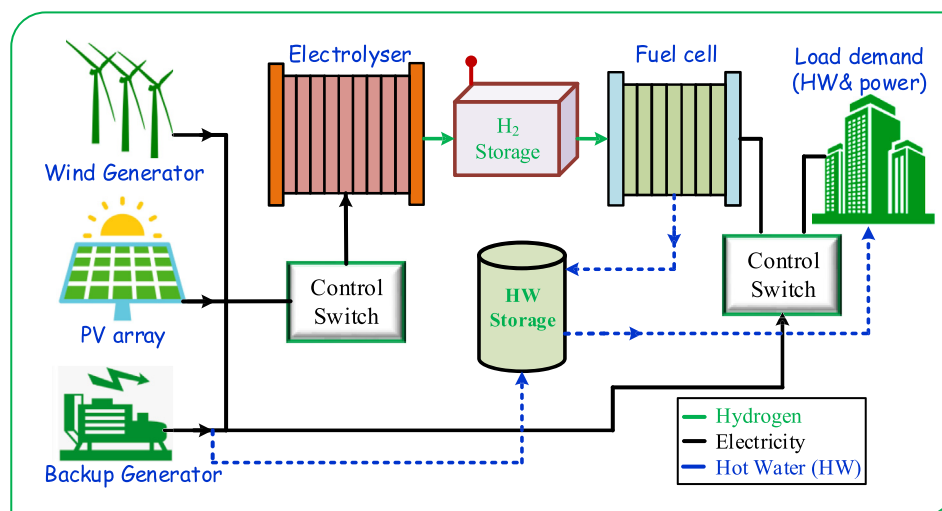 Electrolyser
Fuel cell
Load demand
(HW& power)
H2
Storage
Wind Generator
Control
Switch
HW
Storage
Control
Switch
PV array
Hydrogen
Electricity
Hot Water (HW)
Backup Generator